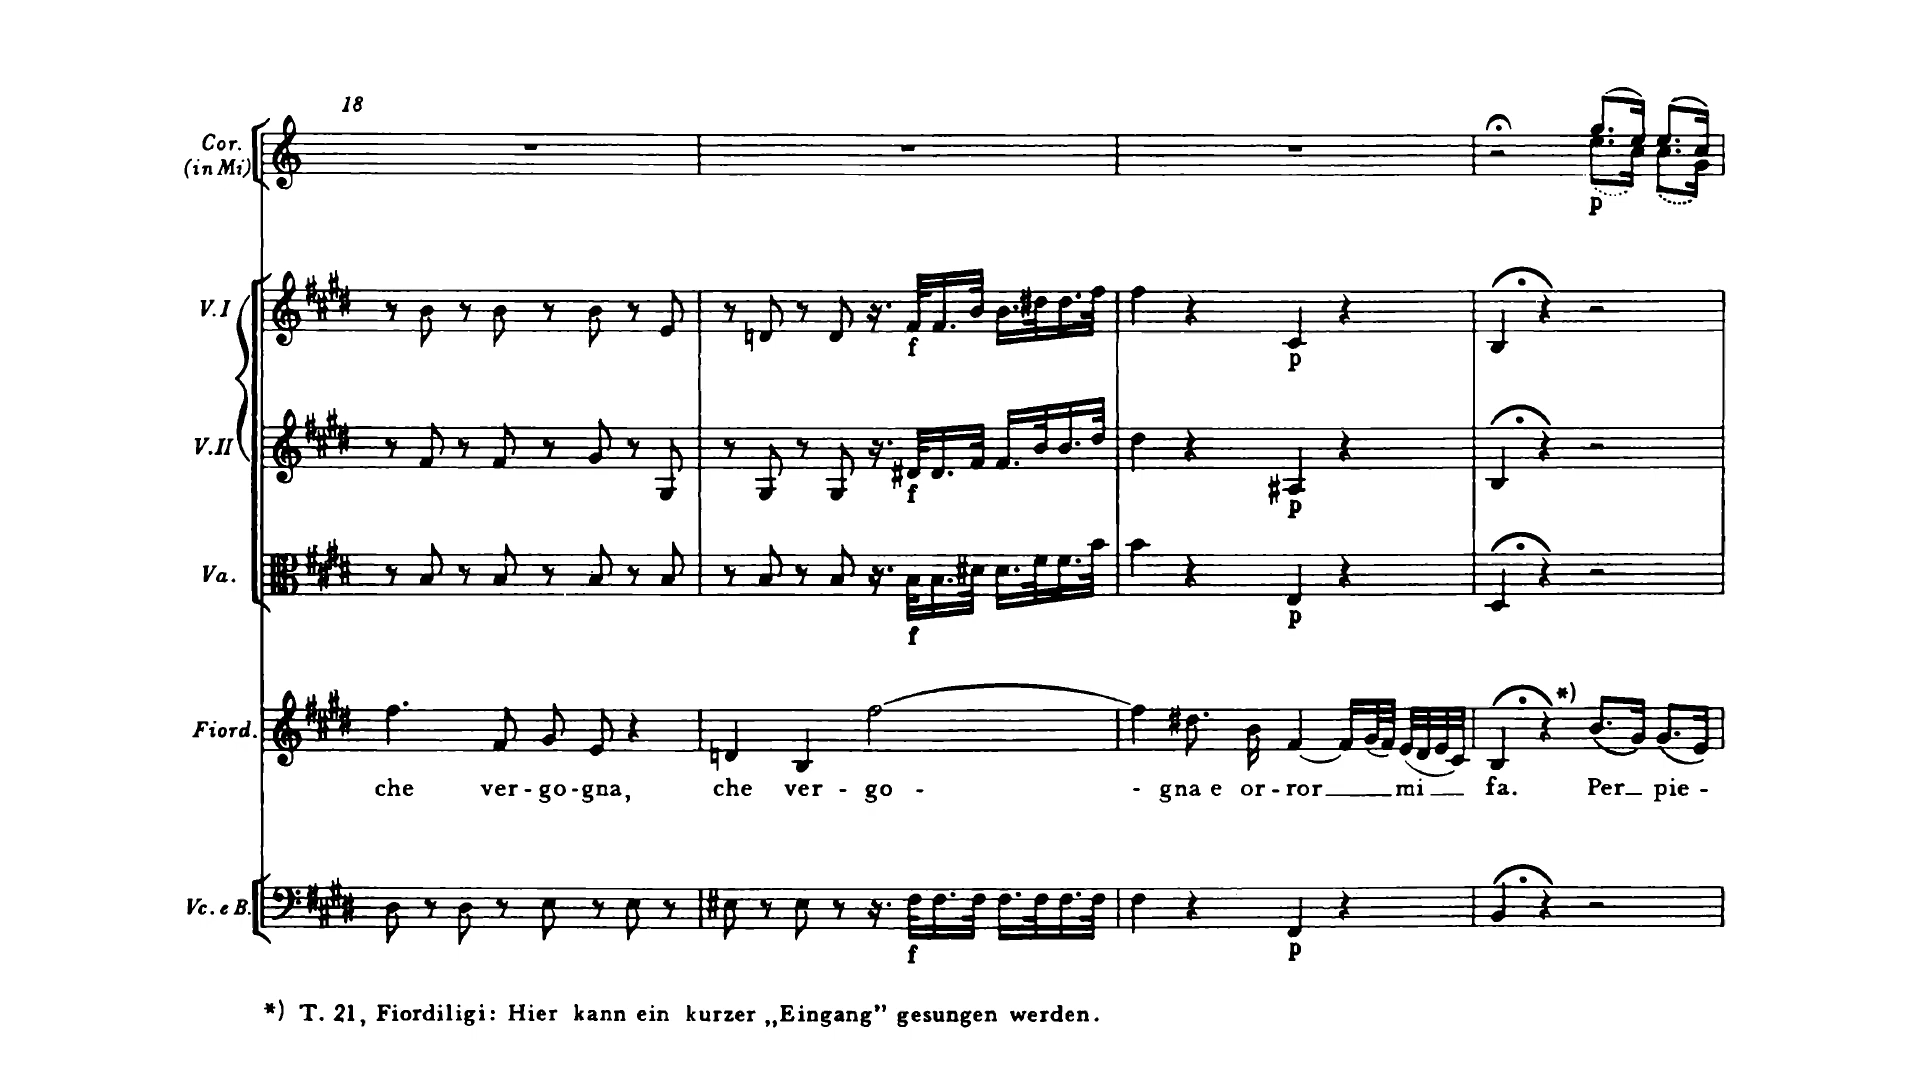 18
Cor.
(in Mi)
p
V. I
f
p
V. II
f
p
Va.
f
p
Fiord.
*)
che ver - go - gna, che ver - go - - gna e or - ror mi fa. Per pie -
Vc. e B.
f
p
*) T. 21, Fiordiligi: Hier kann ein kurzer „Eingang” gesungen werden.